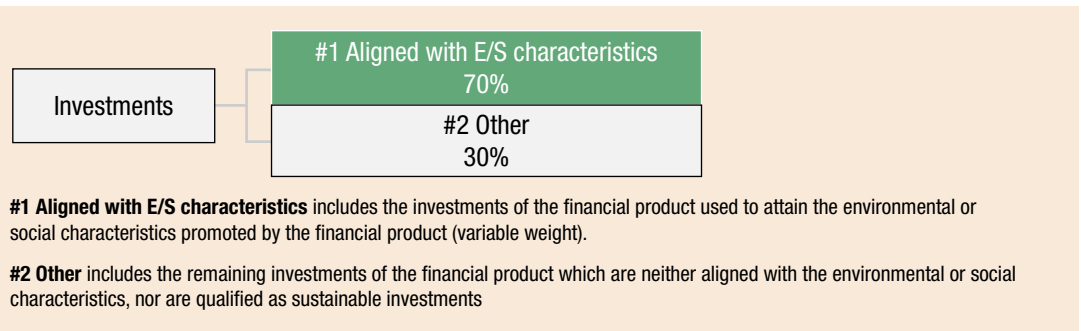 #1 Aligned with E/S characteristics
70%
Investments
#2 Other
30%
#1 Aligned with E/S characteristics includes the investments of the financial product used to attain the environmental or
social characteristics promoted by the financial product (variable weight).
#2 Other includes the remaining investments of the financial product which are neither aligned with the environmental or social
characteristics, nor are qualified as sustainable investments